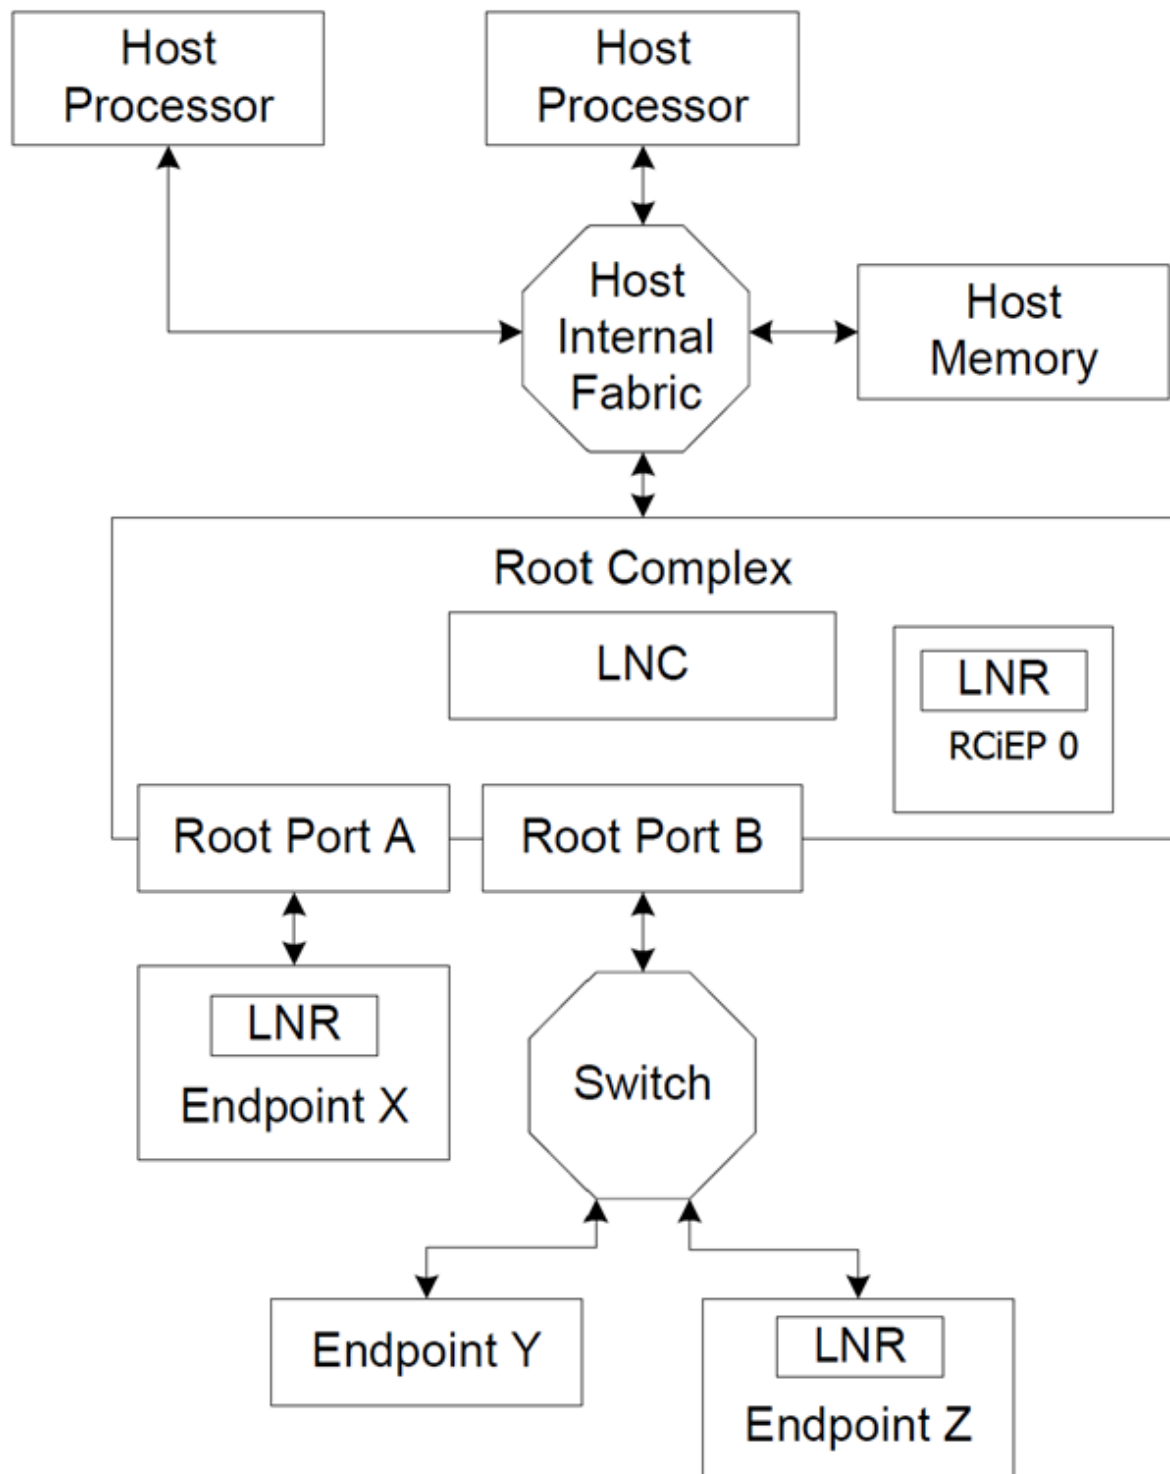 Host
Processor
Host
Processor
Host
Internal
Fabric
Host
Memory
Root Complex
LNC
LNR
RCiEP 0
Root Port A
Root Port B
LNR
Endpoint X
Switch
Endpoint Y
LNR
Endpoint Z